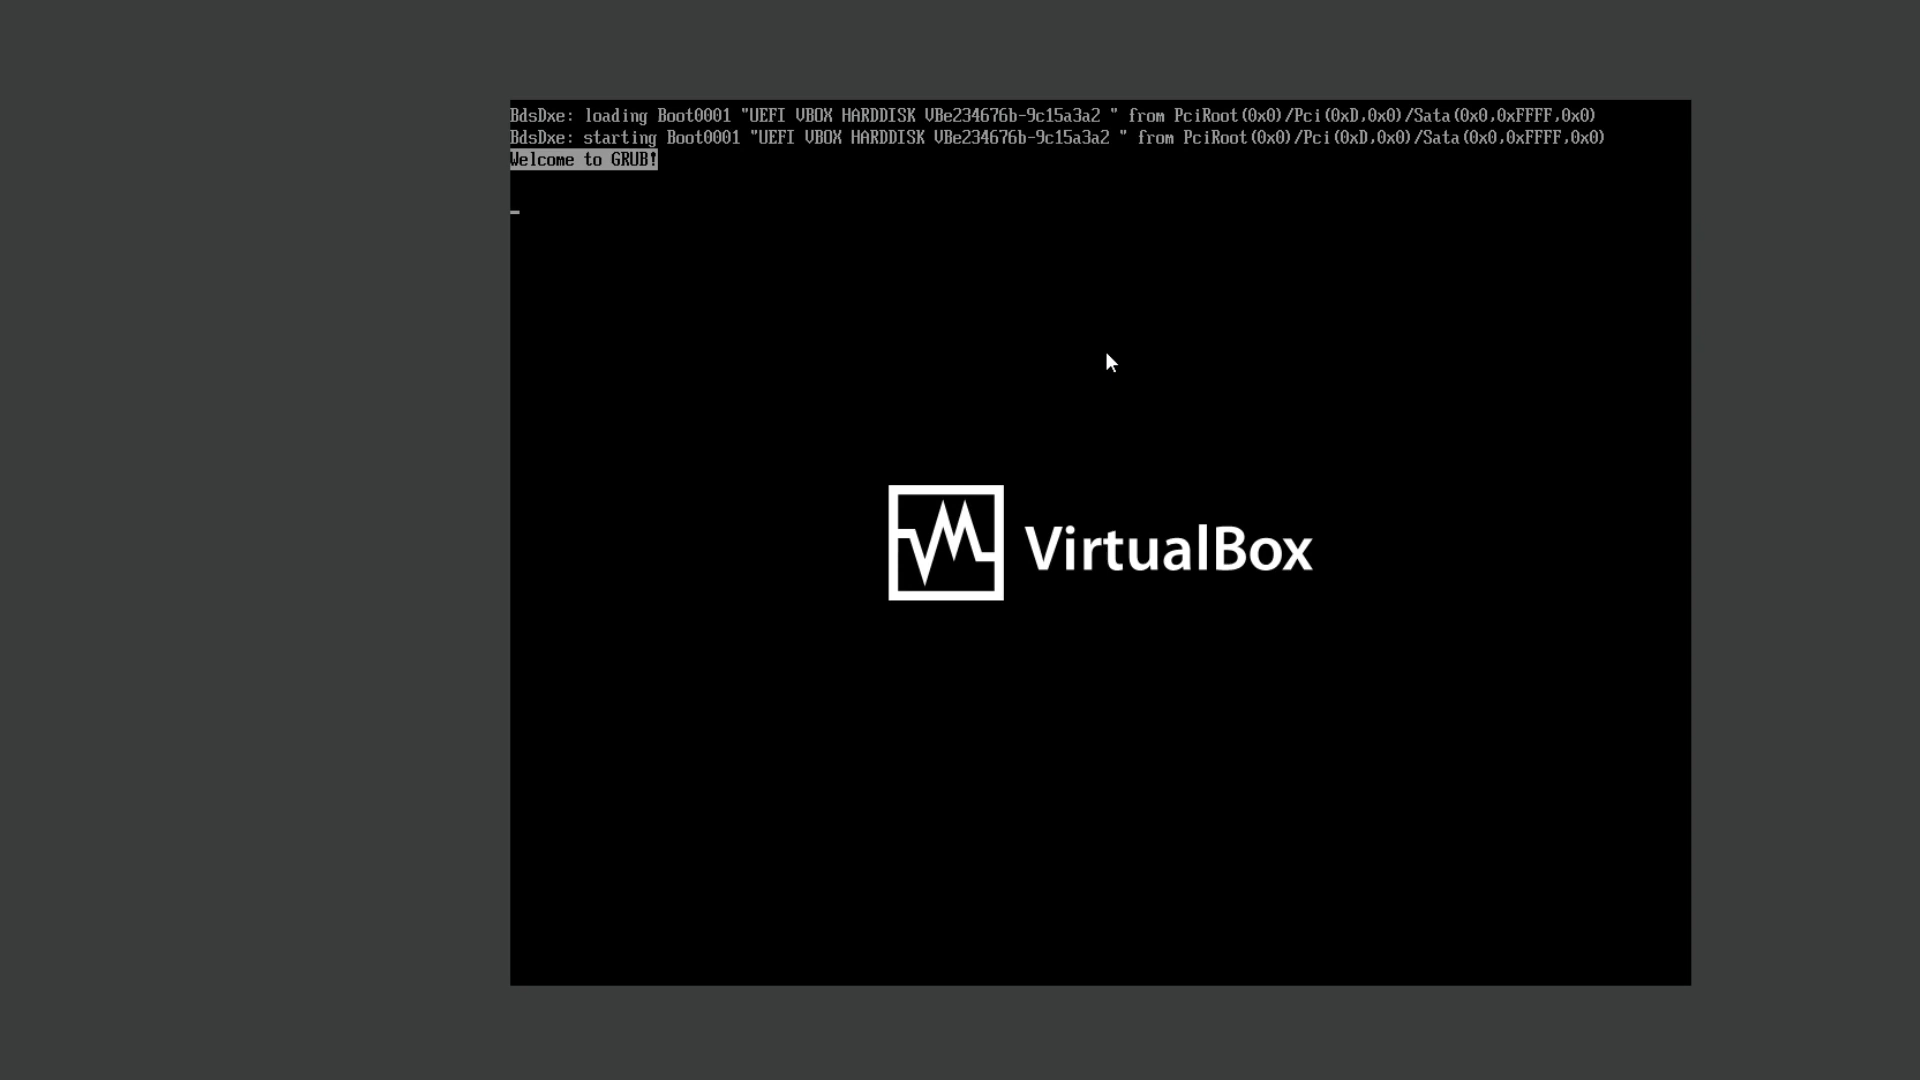 BdsDxe: loading Boot0001 "UEFI VBOX HARDDISK VBe234676b-9c15a3a2 " from PciRoot(0x0)/Pci(0xD,0x0)/Sata(0x0,0xFFFF,0x0)
BdsDxe: starting Boot0001 "UEFI VBOX HARDDISK VBe234676b-9c15a3a2 " from PciRoot(0x0)/Pci(0xD,0x0)/Sata(0x0,0xFFFF,0x0)
Welcome to GRUB!
VirtualBox